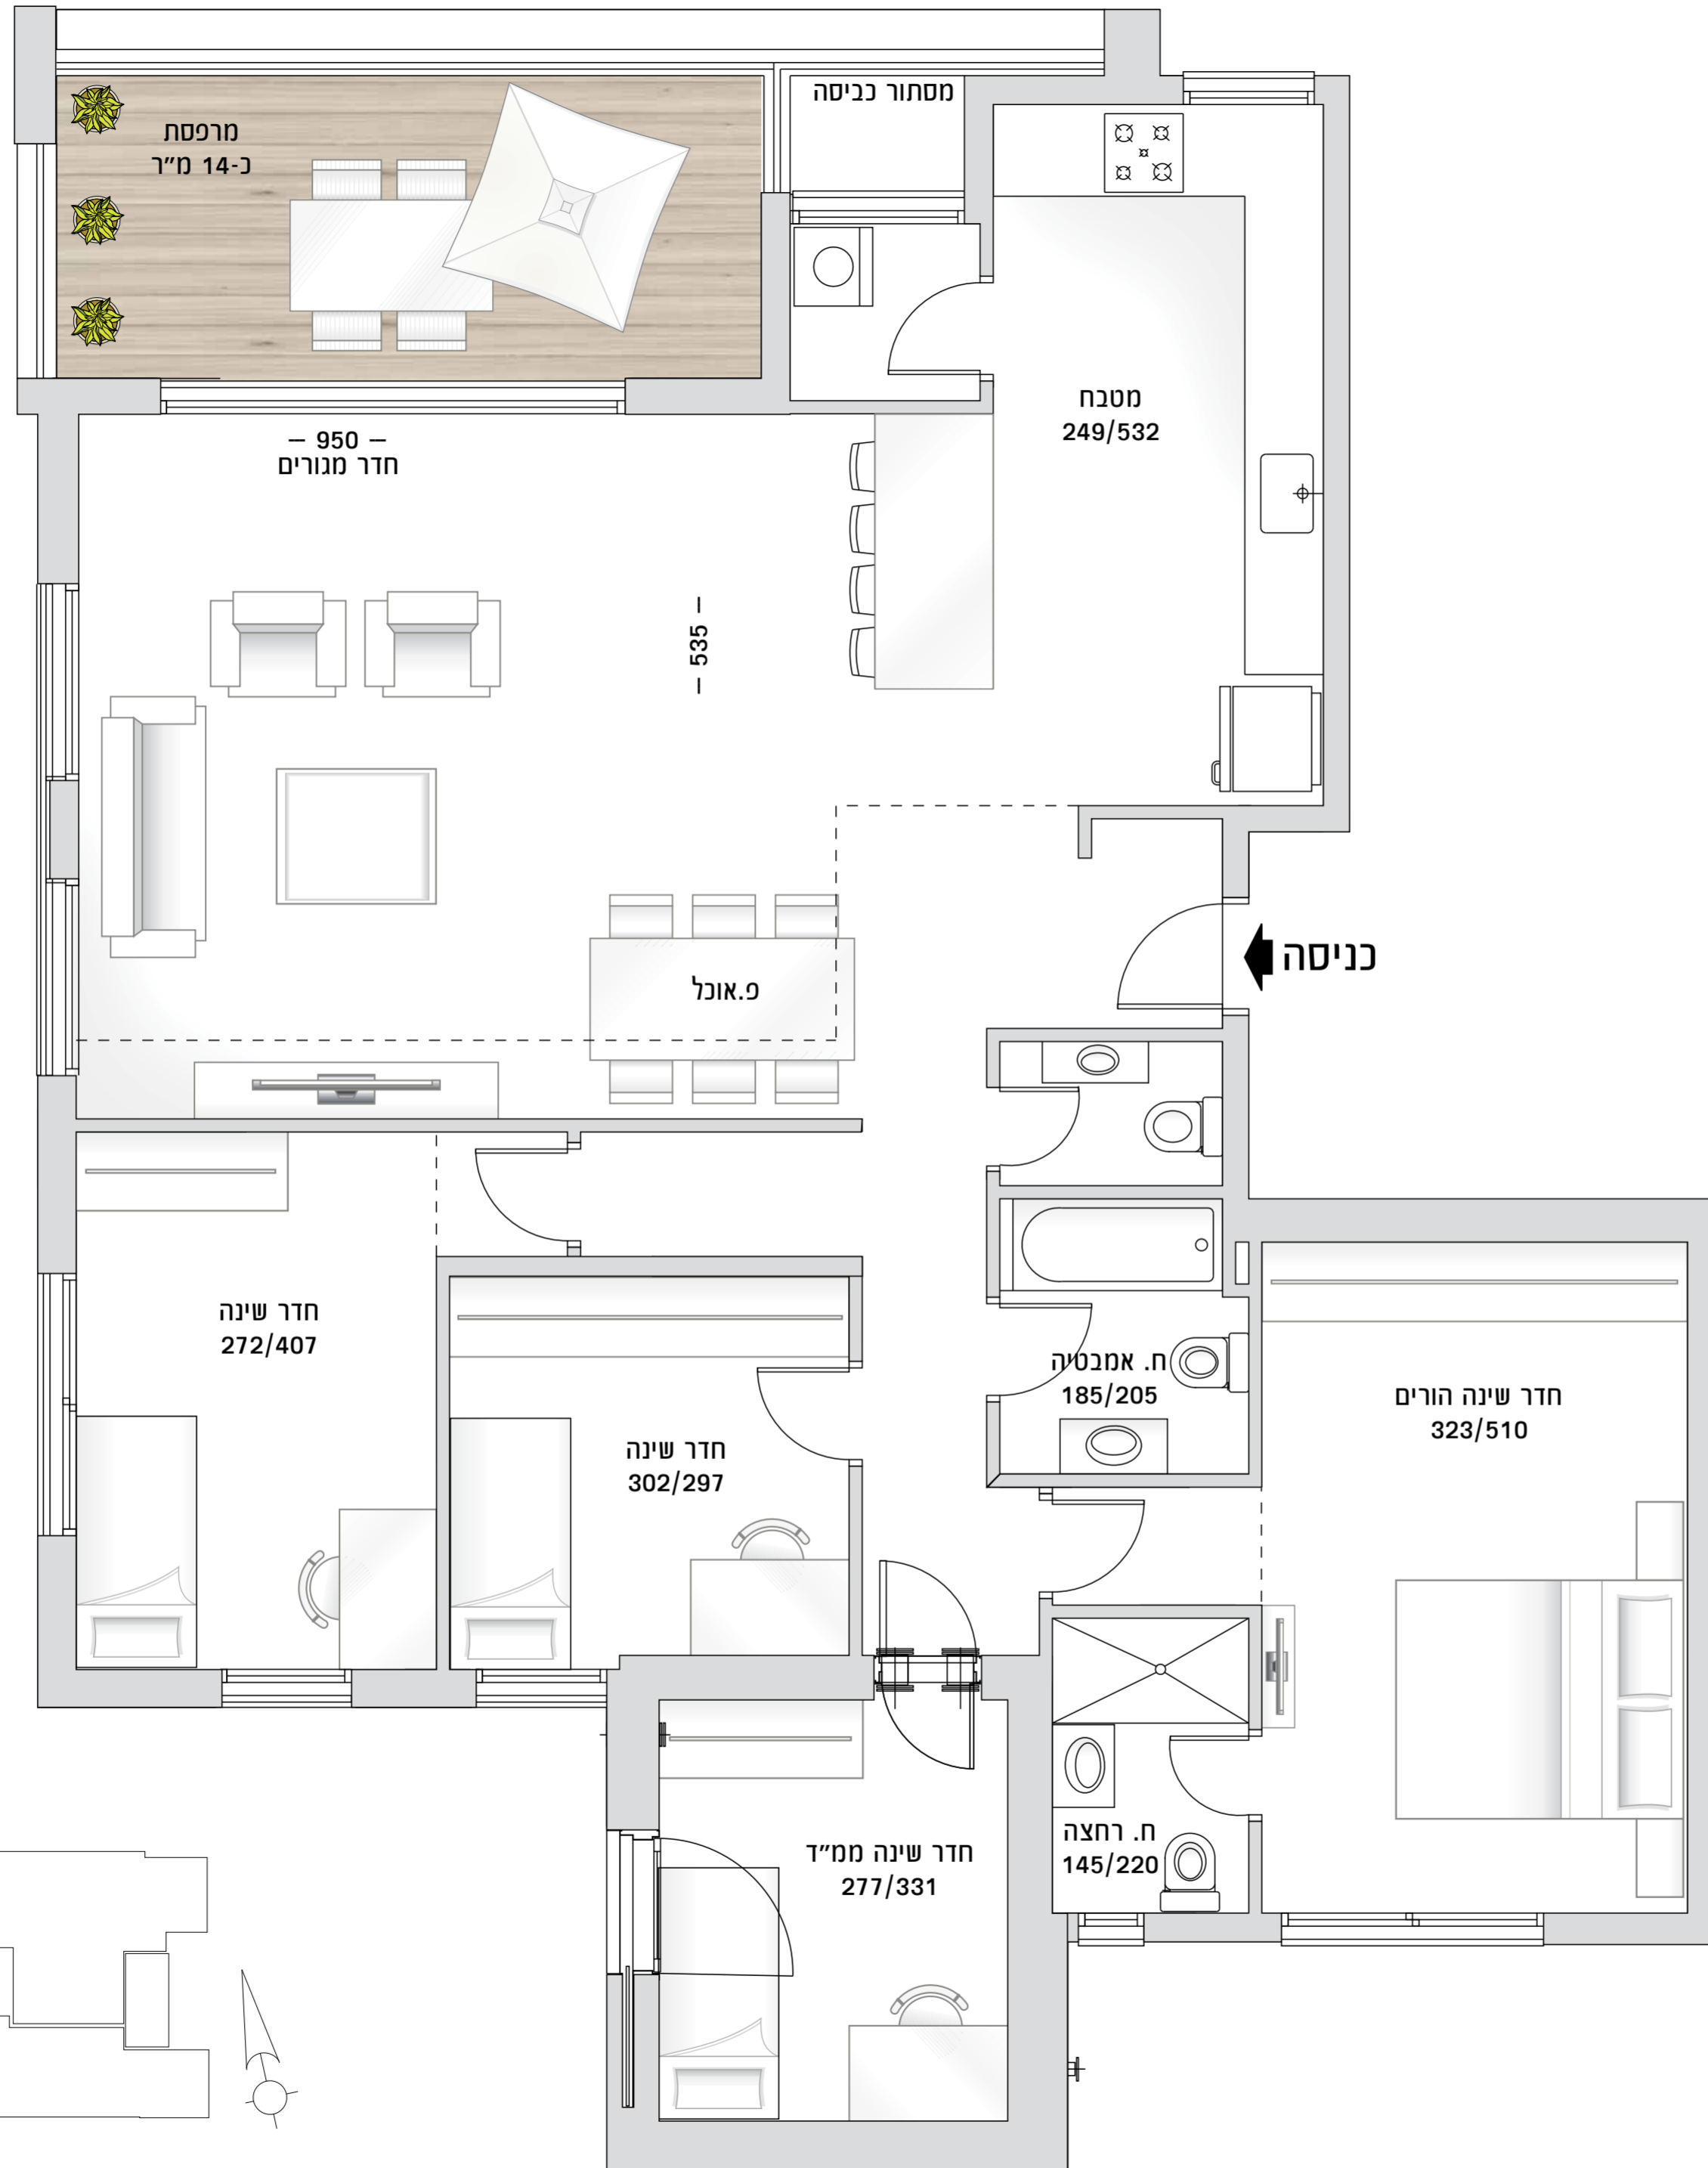 מסתור כביסה
מרפסת
כ-14 מ״ר
מטבח
249/532
– 950 –
חדר מגורים
– 535 –
כניסה
פ.אוכל
חדר שינה
272/407
ח. אמבטיה
185/205
חדר שינה הורים
323/510
חדר שינה
302/297
ח. רחצה
145/220
חדר שינה ממ״ד
277/331